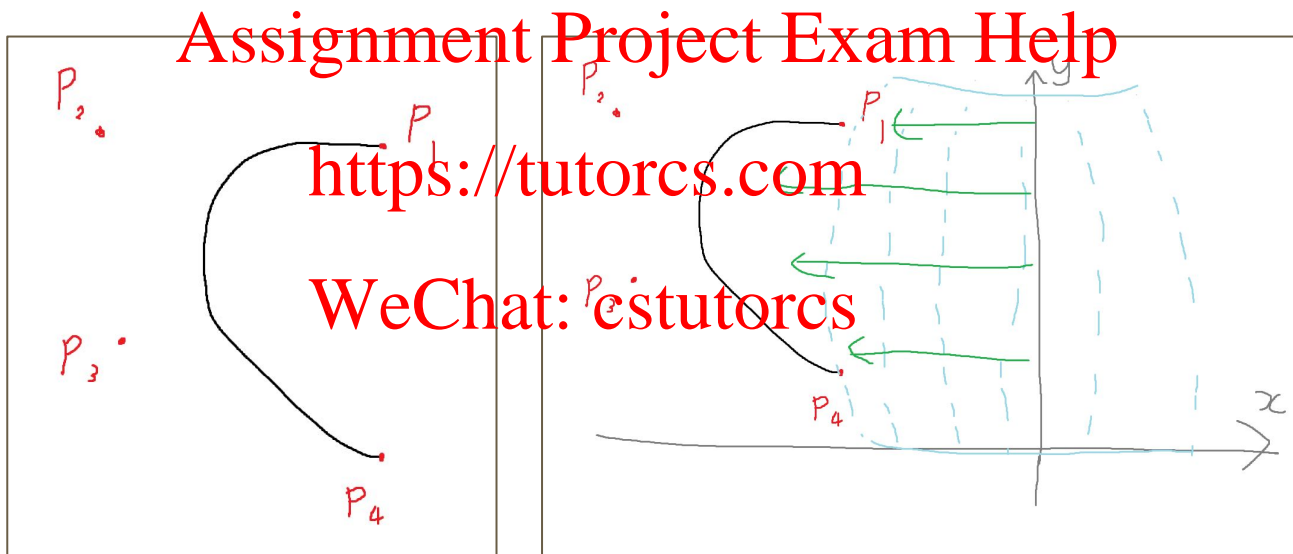 Assignment Project Exam Help
P2
P1
P2
P1
y
https://tutorcs.com
WeChat: cstutorcs
P3
P3
P4
P4
x